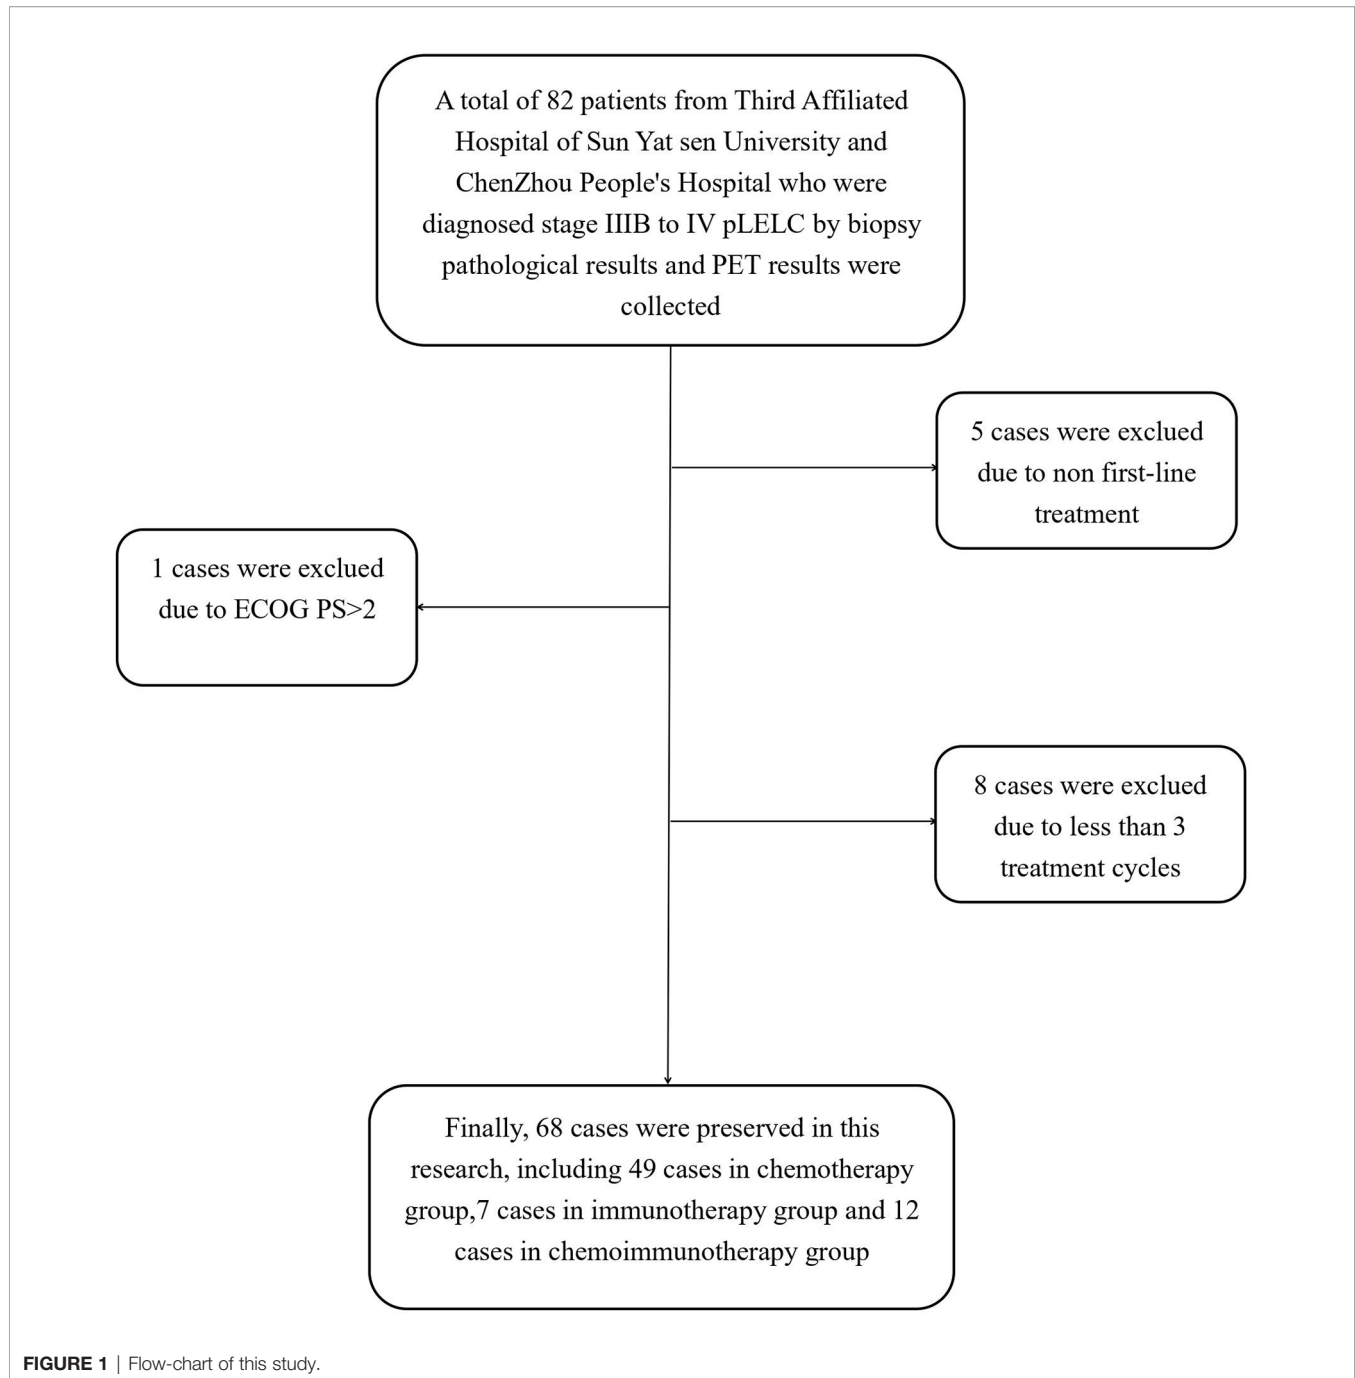 A total of 82 patients from Third Affiliated
Hospital of Sun Yat sen University and
ChenZhou People's Hospital who were
diagnosed stage IIIB to IV pLELC by biopsy
pathological results and PET results were
collected
5 cases were exclued
due to non first-line
treatment
1 cases were exclued
due to ECOG PS>2
8 cases were exclued
due to less than 3
treatment cycles
Finally, 68 cases were preserved in this
research, including 49 cases in chemotherapy
group,7 cases in immunotherapy group and 12
cases in chemoimmunotherapy group
FIGURE 1 | Flow-chart of this study.